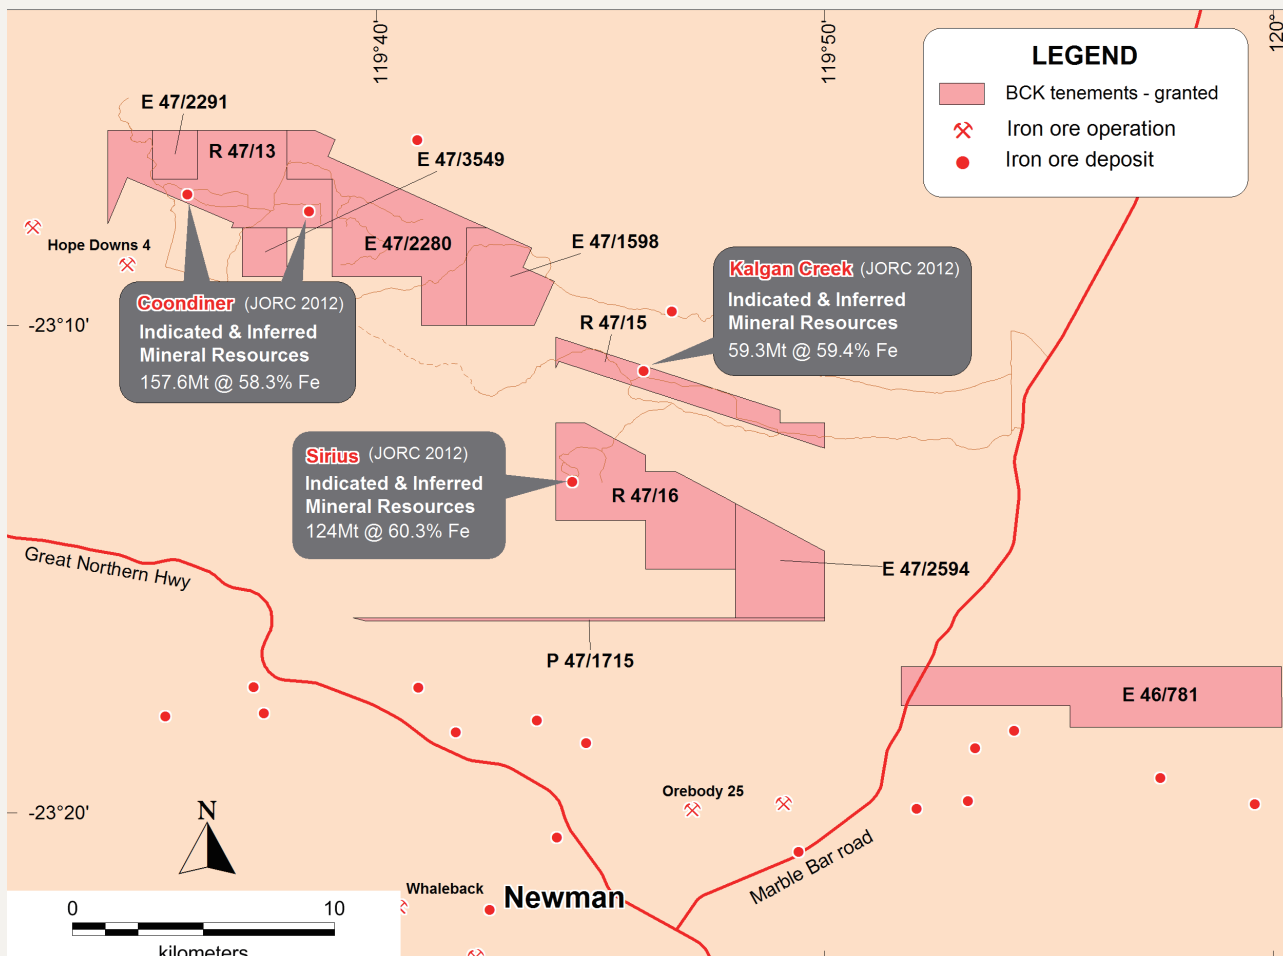 119°40'
119°50'
120°
LEGEND
BCK tenements - granted
Iron ore operation
Iron ore deposit
E 47/2291
R 47/13
E 47/3549
Hope Downs 4
E 47/2280
E 47/1598
Kalgan Creek (JORC 2012)
Indicated & Inferred
Mineral Resources
59.3Mt @ 59.4% Fe
Coondiner (JORC 2012)
Indicated & Inferred
Mineral Resources
157.6Mt @ 58.3% Fe
-23°10'
R 47/15
Sirius (JORC 2012)
Indicated & Inferred
Mineral Resources
124Mt @ 60.3% Fe
R 47/16
Great Northern Hwy
E 47/2594
P 47/1715
E 46/781
Orebody 25
-23°20'
N
Marble Bar road
Whaleback
Newman
0 10
kilometers